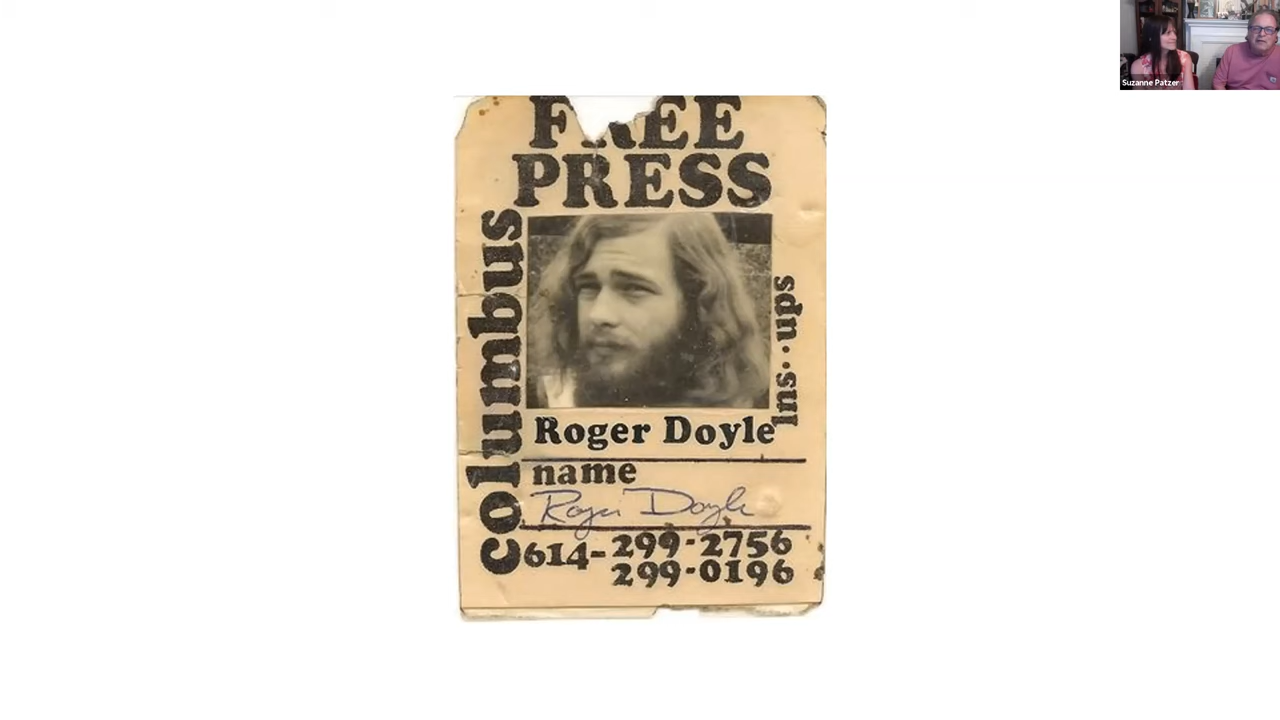 FREE
PRESS
Columbus
ins··ups
Roger Doyle
name
Roger Doyle
614-299-2756
299-0196
Suzanne Patzer